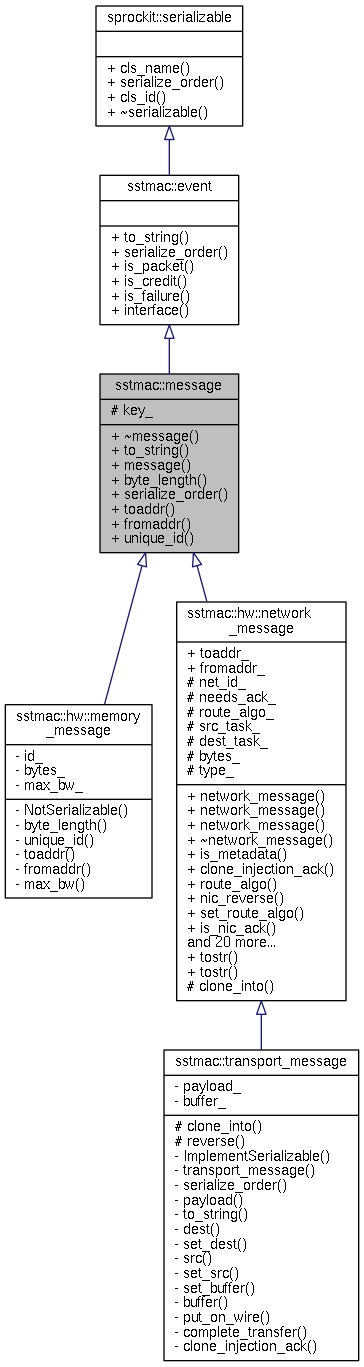 sprockit::serializable
+ cls_name()
+ serialize_order()
+ cls_id()
+ ~serializable()
sstmac::event
+ to_string()
+ serialize_order()
+ is_packet()
+ is_credit()
+ is_failure()
+ interface()
sstmac::message
# key_
+ ~message()
+ to_string()
+ message()
+ byte_length()
+ serialize_order()
+ toaddr()
+ fromaddr()
+ unique_id()
sstmac::hw::network
_message
+ toaddr_
+ fromaddr_
# net_id_
# needs_ack_
# route_algo_
# src_task_
# dest_task_
# bytes_
# type_
+ network_message()
+ network_message()
+ network_message()
+ ~network_message()
+ is_metadata()
+ clone_injection_ack()
+ route_algo()
+ nic_reverse()
+ set_route_algo()
+ is_nic_ack()
and 20 more...
+ tostr()
+ tostr()
# clone_into()
sstmac::hw::memory
_message
- id_
- bytes_
- max_bw_
- NotSerializable()
- byte_length()
- unique_id()
- toaddr()
- fromaddr()
- max_bw()
sstmac::transport_message
- payload_
- buffer_
# clone_into()
# reverse()
- ImplementSerializable()
- transport_message()
- serialize_order()
- payload()
- to_string()
- dest()
- set_dest()
- src()
- set_src()
- set_buffer()
- buffer()
- put_on_wire()
- complete_transfer()
- clone_injection_ack()